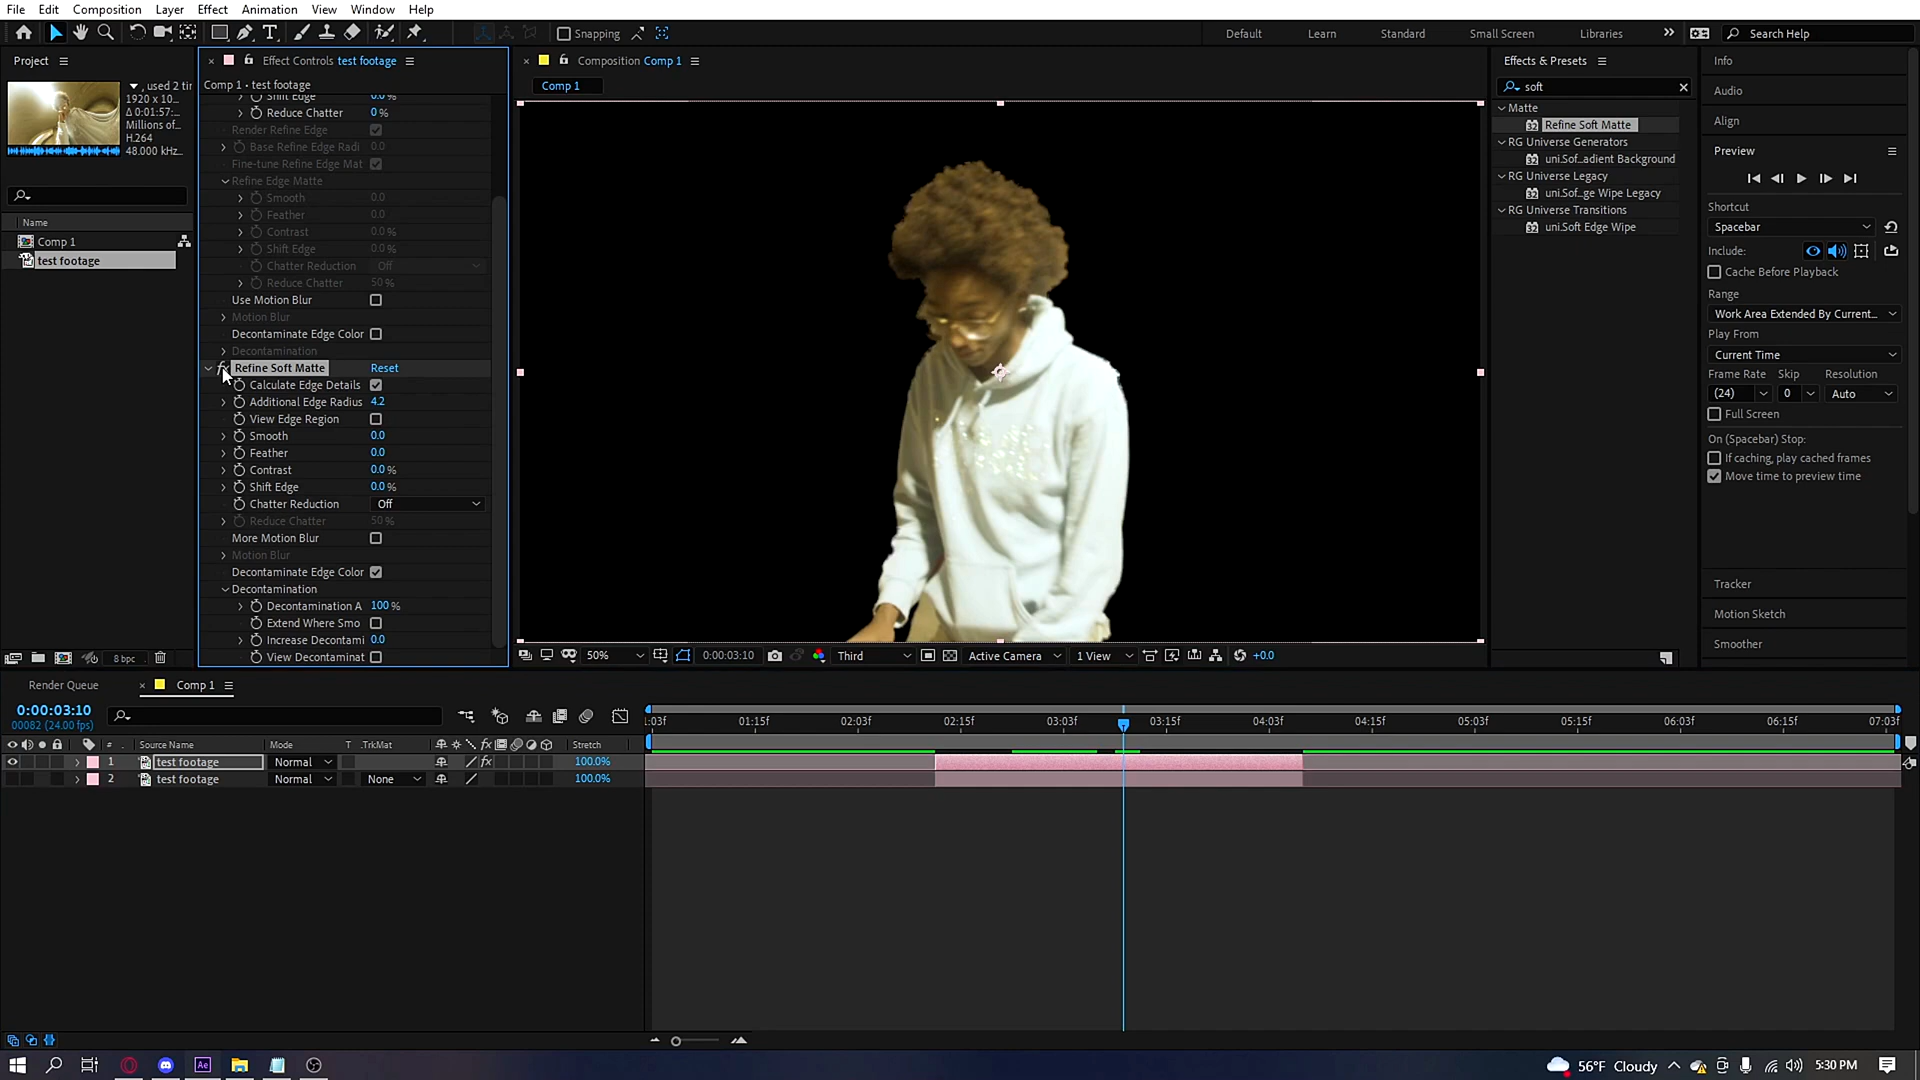 File Edit Composition Layer Effect Animation View Window Help
Snapping
Default Learn Standard Small Screen Libraries Search Help
Project
, used 2 tir
1920 x 10...
Δ 0:01:57:...
Millions of...
H.264
48.000 kHz...
Name
Comp 1
test footage
8 bpc
Effect Controls test footage
Comp 1 • test footage
Shift Edge 0.0 %
Reduce Chatter 0 %
Render Refine Edge
Base Refine Edge Radi 0.0
Fine-tune Refine Edge Mat
Refine Edge Matte
Smooth 0.0
Feather 0.0
Contrast 0.0 %
Shift Edge 0.0 %
Chatter Reduction Off
Reduce Chatter 50 %
Use Motion Blur
Motion Blur
Decontaminate Edge Color
Decontamination
fx Refine Soft Matte Reset
Calculate Edge Details
Additional Edge Radius 4.2
View Edge Region
Smooth 0.0
Feather 0.0
Contrast 0.0 %
Shift Edge 0.0 %
Chatter Reduction Off
Reduce Chatter 50 %
More Motion Blur
Motion Blur
Decontaminate Edge Color
Decontamination
Decontamination A 100 %
Extend Where Smo
Increase Decontami 0.0
View Decontaminat
Composition Comp 1
Comp 1
50% 0:00:03:10 Third Active Camera 1 View +0.0
Effects & Presets
soft
Matte
Refine Soft Matte
RG Universe Generators
uni.Sof...adient Background
RG Universe Legacy
uni.Sof...ge Wipe Legacy
RG Universe Transitions
uni.Soft Edge Wipe
Info
Audio
Align
Preview
Shortcut
Spacebar
Include:
Cache Before Playback
Range
Work Area Extended By Current...
Play From
Current Time
Frame Rate Skip Resolution
(24) 0 Auto
Full Screen
On (Spacebar) Stop:
If caching, play cached frames
Move time to preview time
Tracker
Motion Sketch
Smoother
Render Queue Comp 1
0:00:03:10
00082 (24.00 fps)
:03f 01:15f 02:03f 02:15f 03:03f 03:15f 04:03f 04:15f 05:03f 05:15f 06:03f 06:15f 07:03f
# . Source Name Mode T .TrkMat fx Stretch
1 test footage Normal fx 100.0%
2 test footage Normal None 100.0%
Ae 56°F Cloudy 5:30 PM